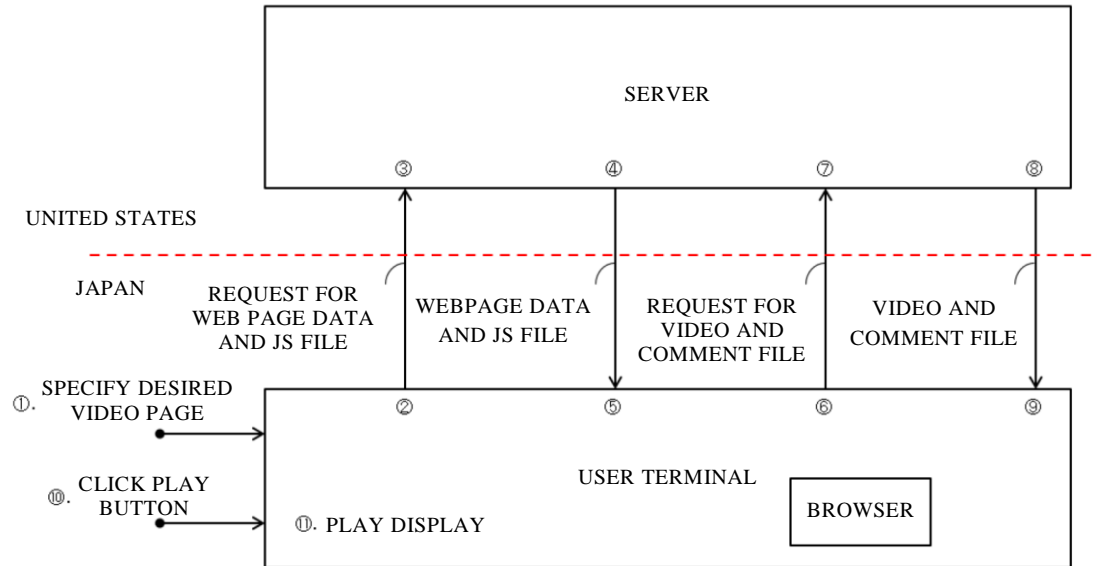 SERVER
③
④
⑦
⑧
UNITED STATES
JAPAN
REQUEST FOR
WEB PAGE DATA
AND JS FILE
WEBPAGE DATA
AND JS FILE
REQUEST FOR
VIDEO AND
COMMENT FILE
VIDEO AND
COMMENT FILE
①. SPECIFY DESIRED
VIDEO PAGE
②
⑤
⑥
⑨
⑩. CLICK PLAY
BUTTON
USER TERMINAL
BROWSER
⑪. PLAY DISPLAY